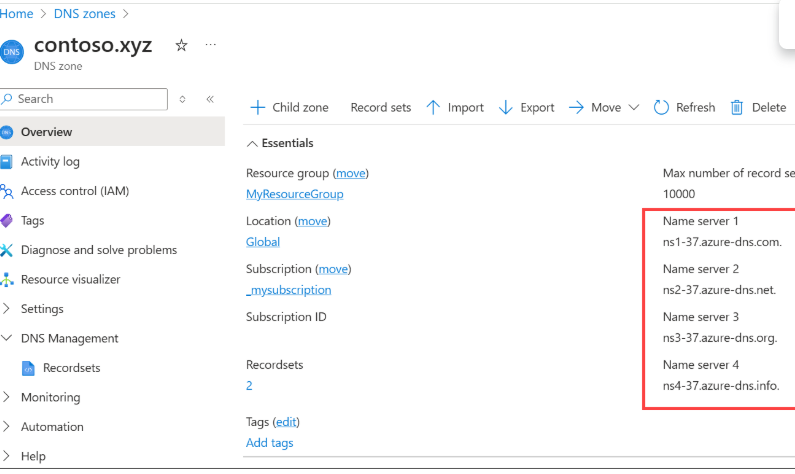 Home > DNS zones >
DNS
contoso.xyz ☆ ...
DNS zone
Search
Overview
Activity log
Access control (IAM)
Tags
Diagnose and solve problems
Resource visualizer
Settings
DNS Management
Recordsets
Monitoring
Automation
Help
Child zone Record sets Import Export Move Refresh Delete
Essentials
Resource group (move)
MyResourceGroup
Location (move)
Global
Subscription (move)
_mysubscription
Subscription ID
Recordsets
2
Tags (edit)
Add tags
Max number of record se
10000
Name server 1
ns1-37.azure-dns.com.
Name server 2
ns2-37.azure-dns.net.
Name server 3
ns3-37.azure-dns.org.
Name server 4
ns4-37.azure-dns.info.